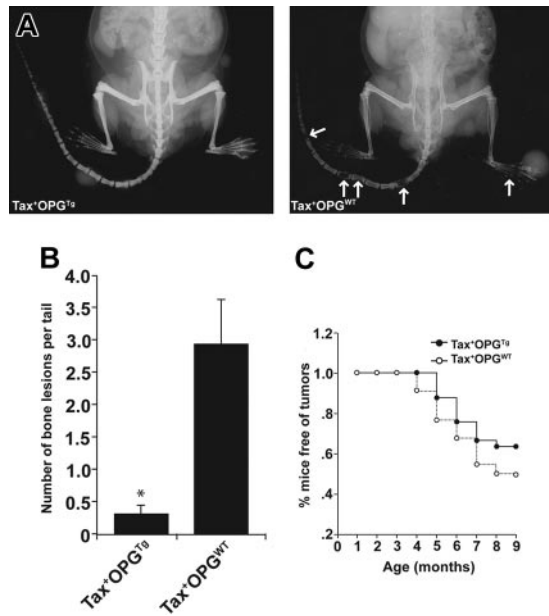 A
Tax⁺OPGᵀᵍ
Tax⁺OPGᵂᵀ
B
Number of bone lesions per tail
4.0
3.5
3.0
2.5
2.0
1.5
1.0
0.5
0
*
Tax⁺OPGᵀᵍ
Tax⁺OPGᵂᵀ
C
% mice free of tumors
1.2
1.0
.8
.6
.4
.2
Tax⁺OPGᵀᵍ
Tax⁺OPGᵂᵀ
0 1 2 3 4 5 6 7 8 9
Age (months)